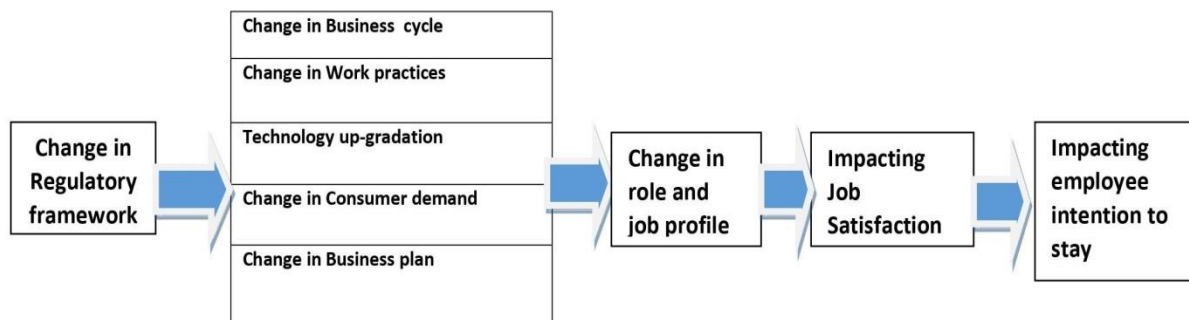 Change in
Regulatory
framework
Change in Business cycle
Change in Work practices
Technology up-gradation
Change in Consumer demand
Change in Business plan
Change in
role and
job profile
Impacting
Job
Satisfaction
Impacting
employee
intention to
stay